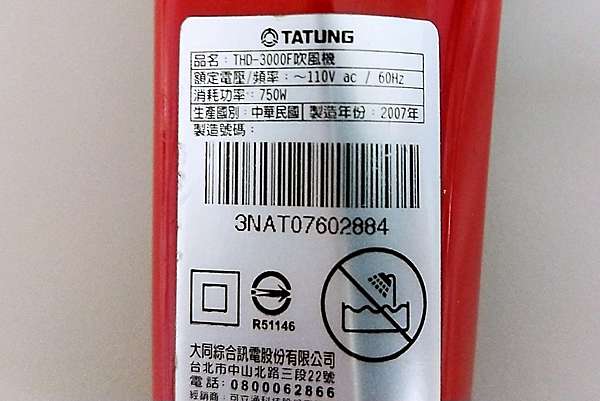 TATUNG
品名：THD-3000F吹風機
額定電壓/頻率：～110V ac / 60Hz
消耗功率：750W
生產國別：中華民國 製造年份：2007年
製造號碼：
3NAT07602884
R51146
大同綜合訊電股份有限公司
台北市中山北路三段22號
電話：0800062866
經銷商：